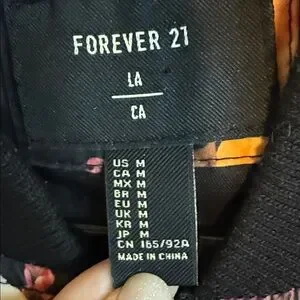 FOREVER 21
LA
CA
US M
CA M
MX M
BR M
EU M
UK M
KR M
JP M
CN 165/92A
MADE IN CHINA